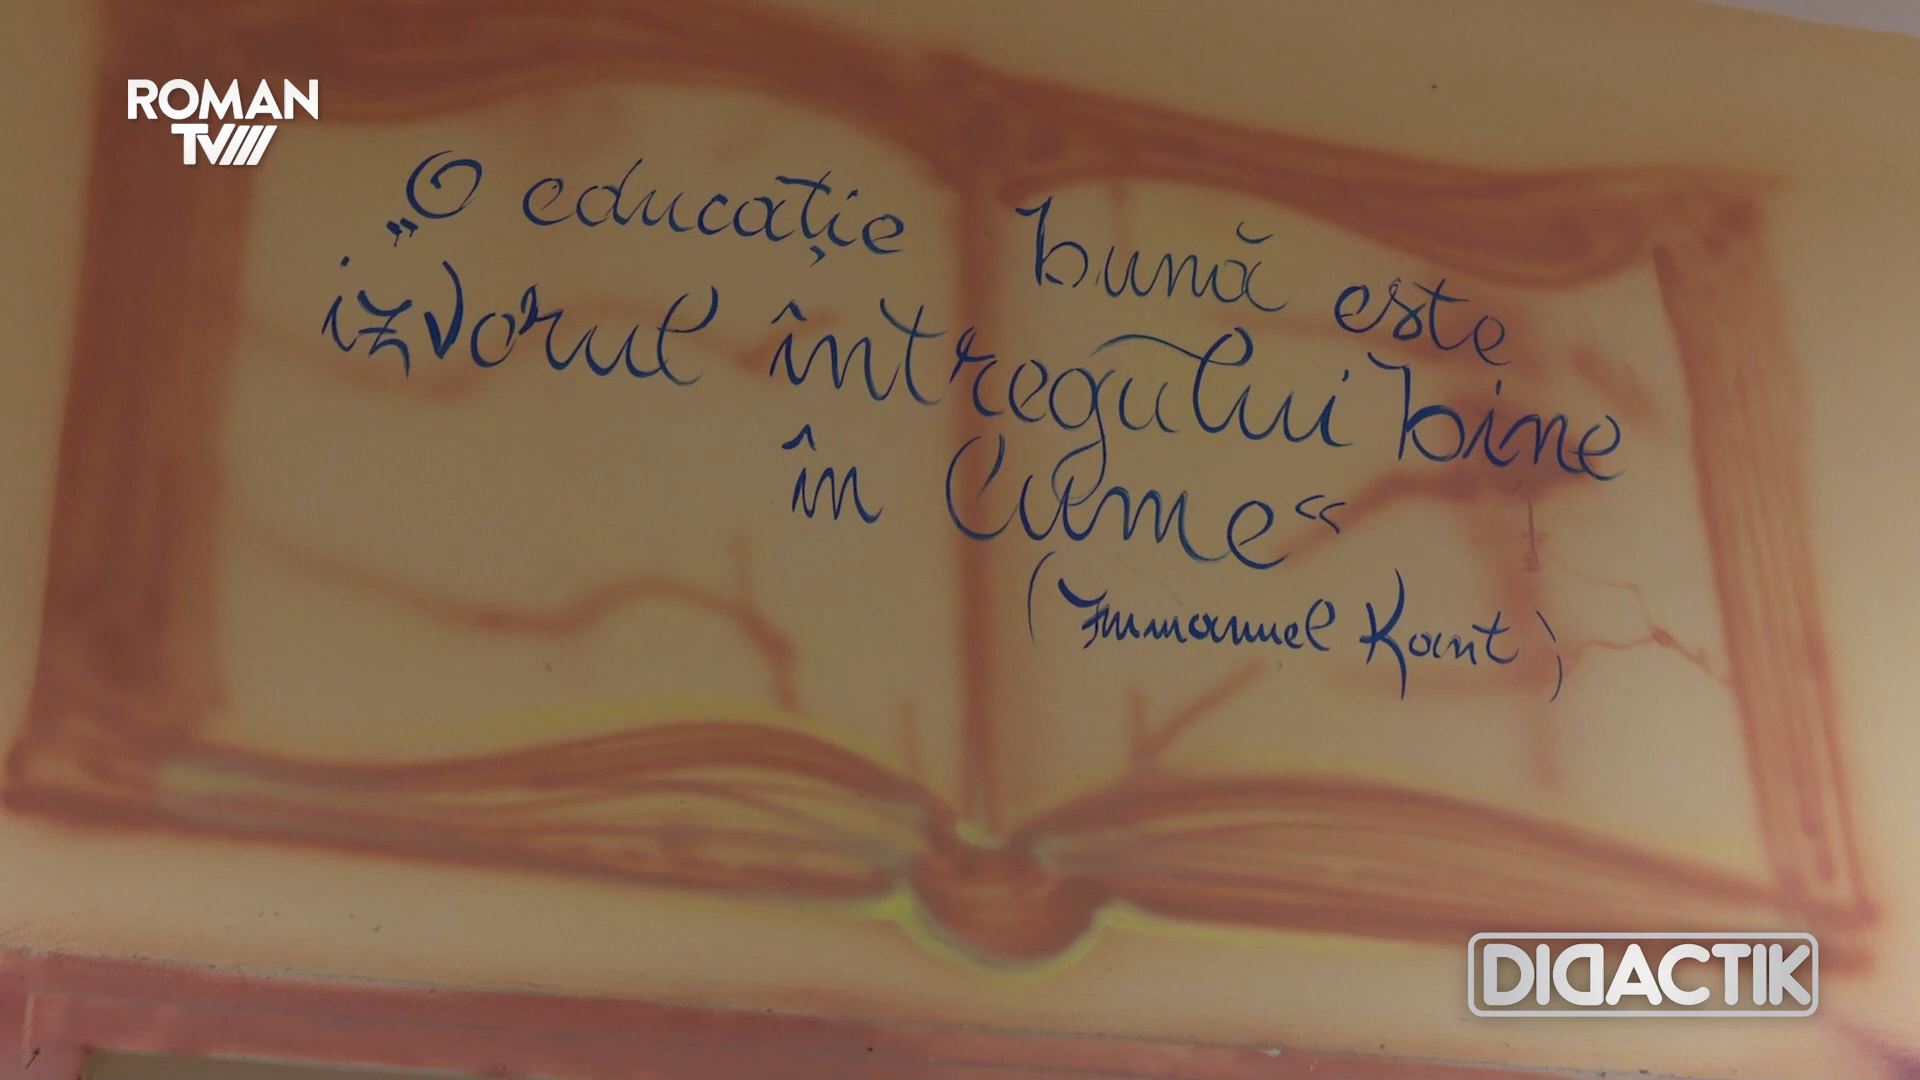 ROMAN
TV
„O educație bună este
izvorul întregului bine
în lume“
(Immanuel Kant)
DIDACTIK